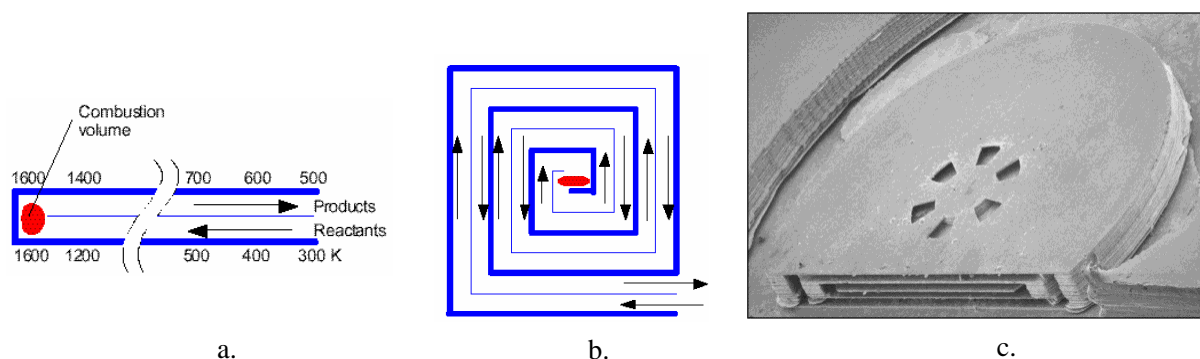 Combustion
volume
1600 1400 700 600 500
Products
Reactants
1600 1200 500 400 300 K
a.
b.
c.